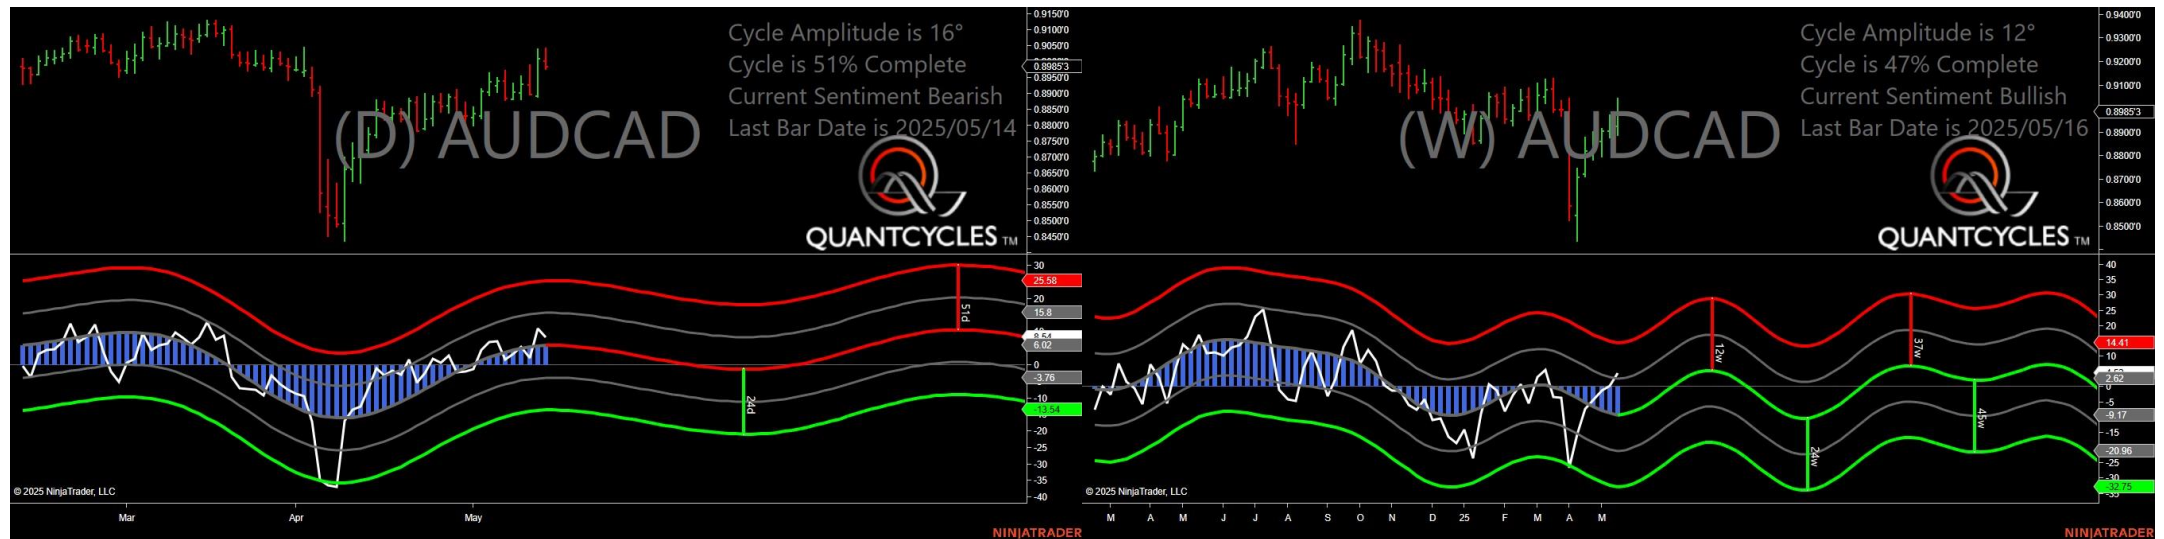 Cycle Amplitude is 16°
Cycle is 51% Complete
Current Sentiment Bearish
Last Bar Date is 2025/05/14
(D) AUDCAD
QUANTCYCLES TM
0.9150'0
0.9100'0
0.9050'0
0.8985'3
0.8950'0
0.8900'0
0.8850'0
0.8800'0
0.8750'0
0.8700'0
0.8650'0
0.8600'0
0.8550'0
0.8500'0
0.8450'0
30
25.58
20
15.8
8.54
6.02
0
-3.76
-10
-13.54
-20
-25
-30
-35
-40
51d
24d
© 2025 NinjaTrader, LLC
Mar Apr May
NINJATRADER
Cycle Amplitude is 12°
Cycle is 47% Complete
Current Sentiment Bullish
Last Bar Date is 2025/05/16
(W) AUDCAD
QUANTCYCLES TM
0.9400'0
0.9300'0
0.9200'0
0.9100'0
0.8985'3
0.8900'0
0.8800'0
0.8700'0
0.8600'0
0.8500'0
40
35
30
25
20
14.41
10
2.62
-5
-9.17
-15
-20.96
-25
-30
-32.75
-35
12w
37w
24w
45w
© 2025 NinjaTrader, LLC
M A M J J A S O N D 25 F M A M
NINJATRADER